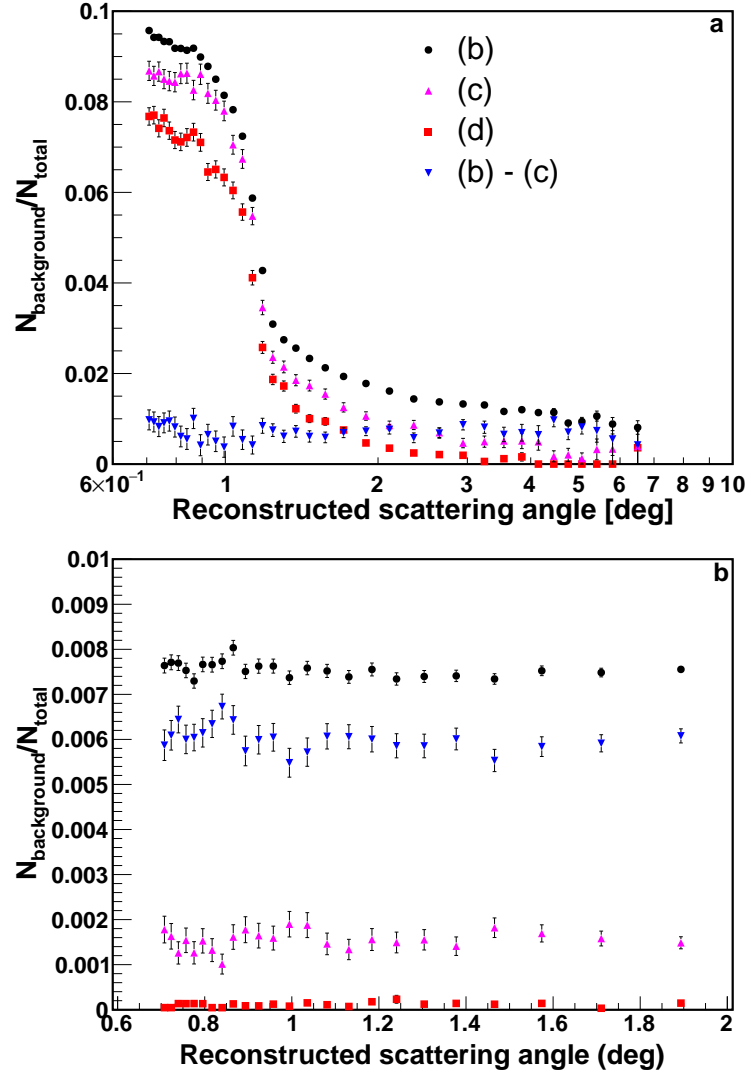 0.1
a
(b)
(c)
(d)
(b) - (c)
0.08
0.06
0.04
0.02
0
N_background/N_total
6×10⁻¹ 1 2 3 4 5 6 7 8 9 10
Reconstructed scattering angle [deg]
0.01
b
0.009
0.008
0.007
0.006
0.005
0.004
0.003
0.002
0.001
0
N_background/N_total
0.6 0.8 1 1.2 1.4 1.6 1.8 2
Reconstructed scattering angle (deg)